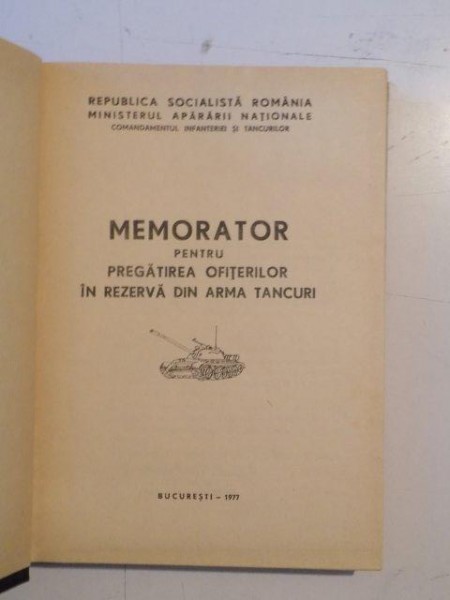 REPUBLICA SOCIALISTĂ ROMÂNIA
MINISTERUL APĂRĂRII NAȚIONALE
COMANDAMENTUL INFANTERIEI ȘI TANCURILOR
MEMORATOR
PENTRU
PREGĂTIREA OFIȚERILOR
ÎN REZERVĂ DIN ARMA TANCURI
BUCUREȘTI – 1977